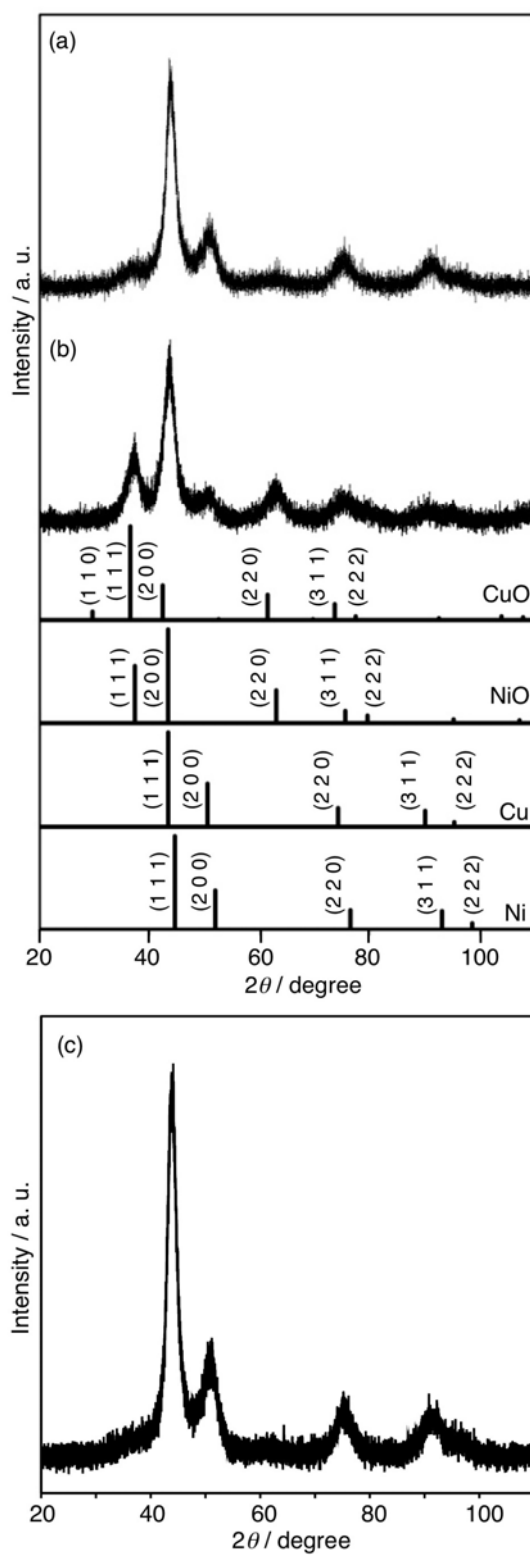 (a)
Intensity / a. u.
(b)
(1 1 0)
(1 1 1)
(2 0 0)
(2 2 0)
(3 1 1)
(2 2 2)
CuO
(1 1 1)
(2 0 0)
(2 2 0)
(3 1 1)
(2 2 2)
NiO
(1 1 1)
(2 0 0)
(2 2 0)
(3 1 1)
(2 2 2)
Cu
(1 1 1)
(2 0 0)
(2 2 0)
(3 1 1)
(2 2 2)
Ni
20 40 60 80 100
2θ / degree
(c)
Intensity / a. u.
20 40 60 80 100
2θ / degree